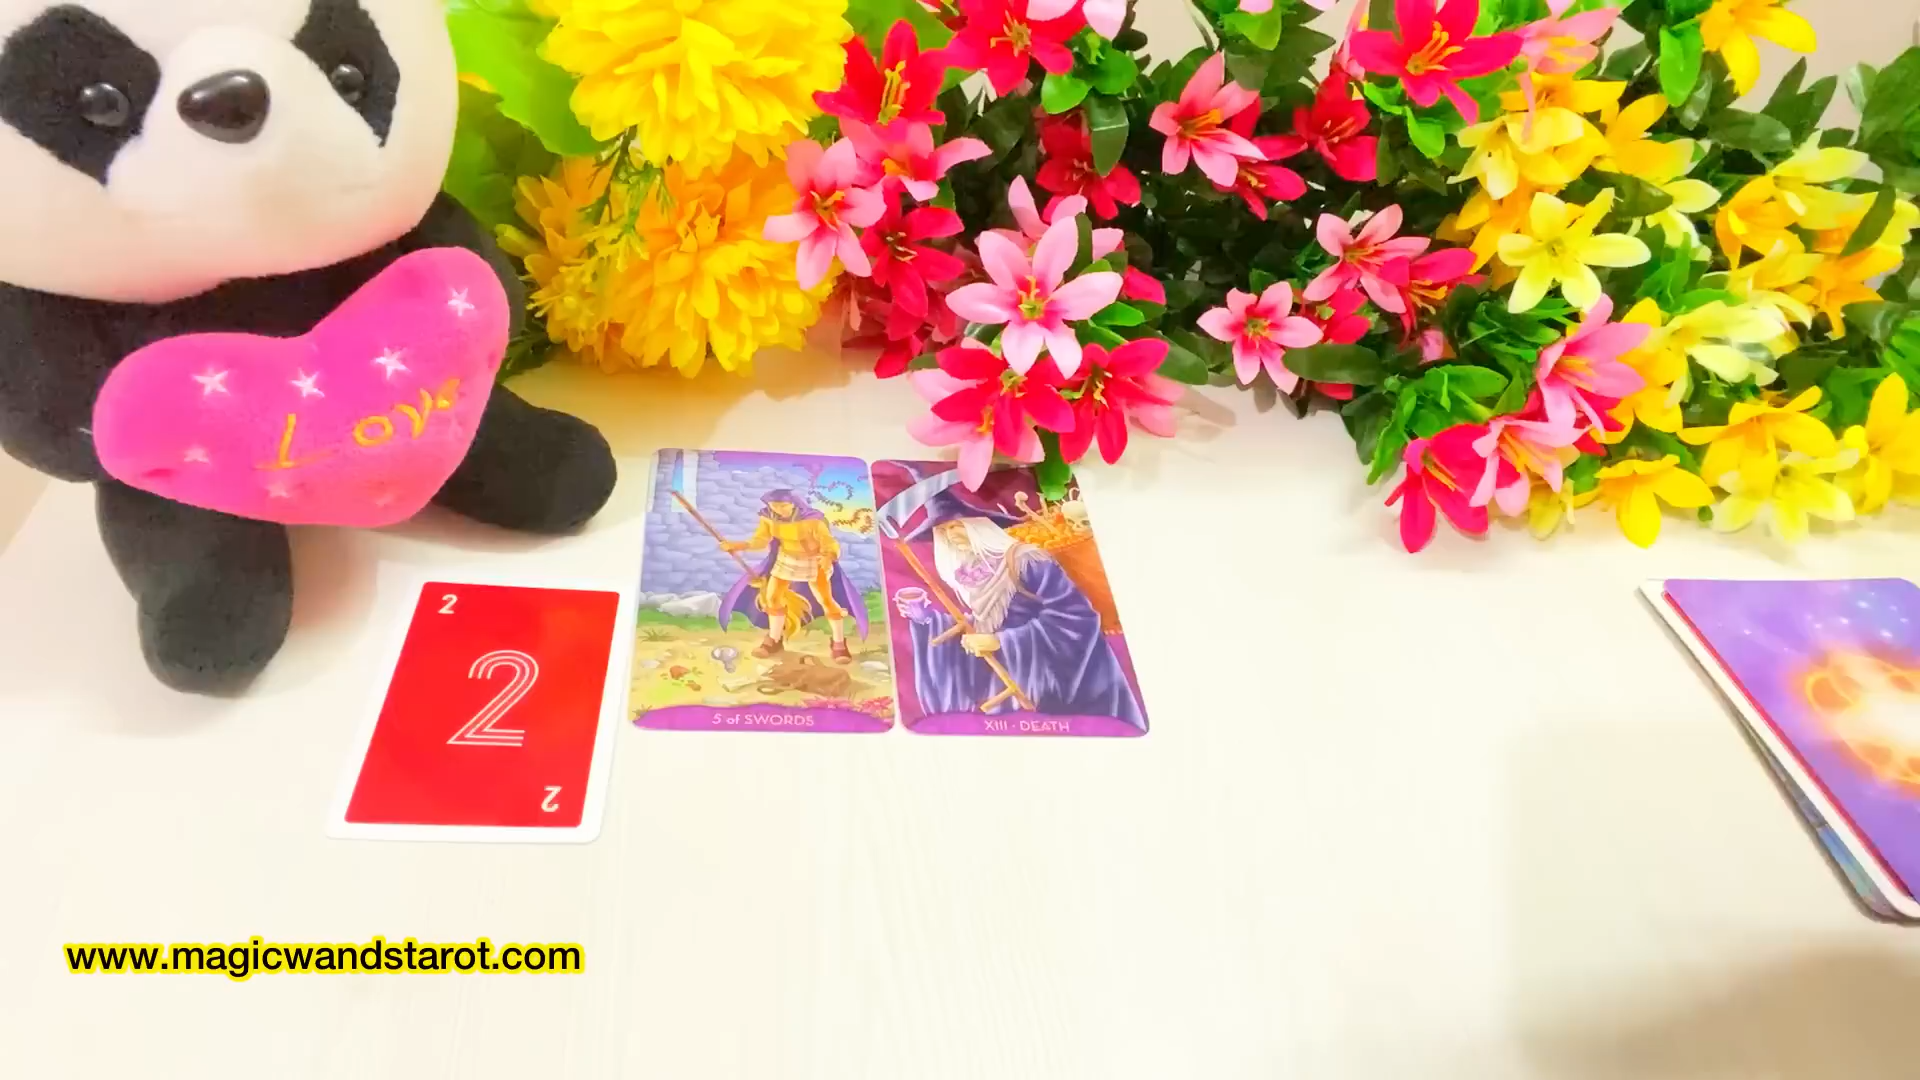 I Love
2
2
2
5 of SWORDS
XIII · DEATH
www.magicwandstarot.com